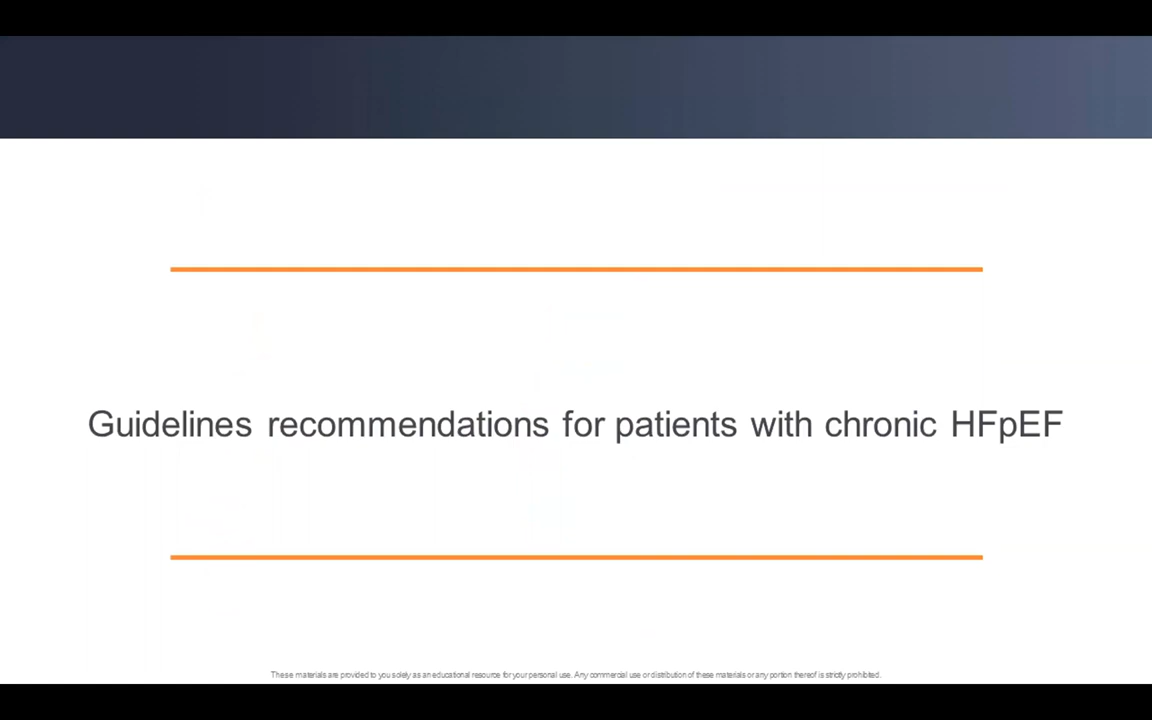 Guidelines recommendations for patients with chronic HFpEF
These materials are provided to you solely as an educational resource for your personal use. Any commercial use or distribution of these materials or any portion thereof is strictly prohibited.